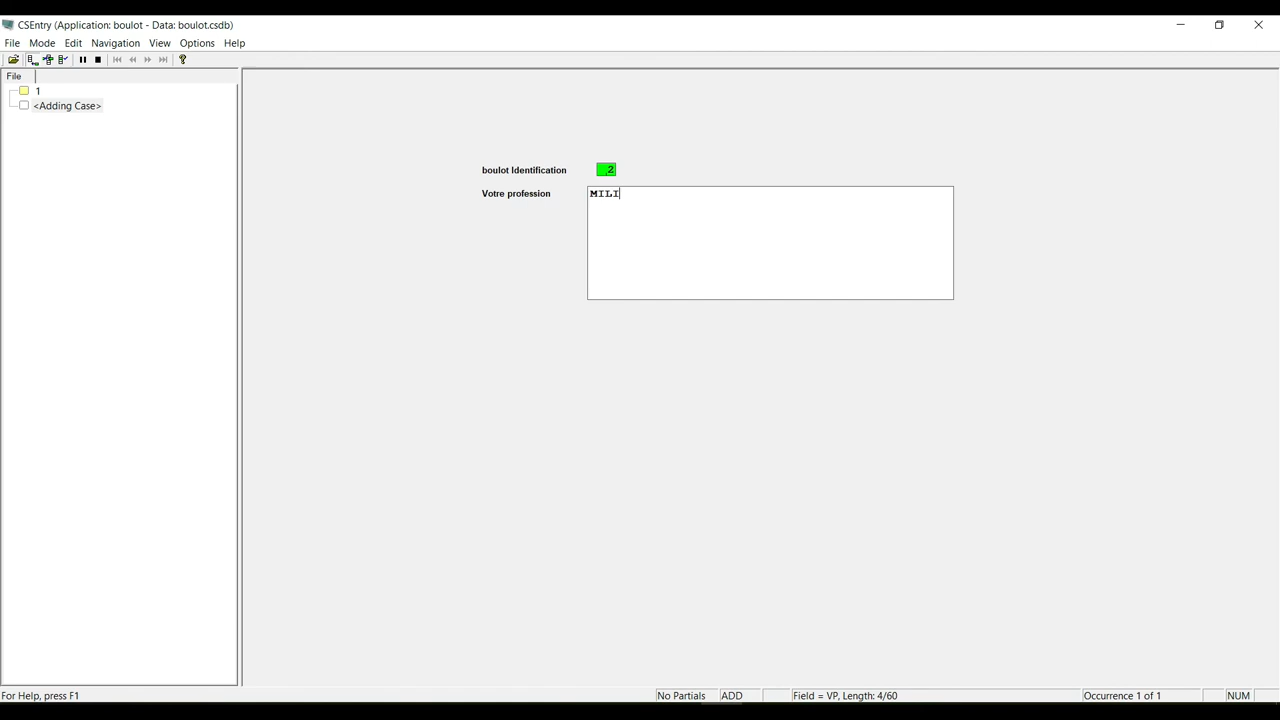 CSEntry (Application: boulot - Data: boulot.csdb)
File Mode Edit Navigation View Options Help
File
1
<Adding Case>
boulot Identification 2
Votre profession MILI
For Help, press F1 No Partials ADD Field = VP, Length: 4/60 Occurrence 1 of 1 NUM